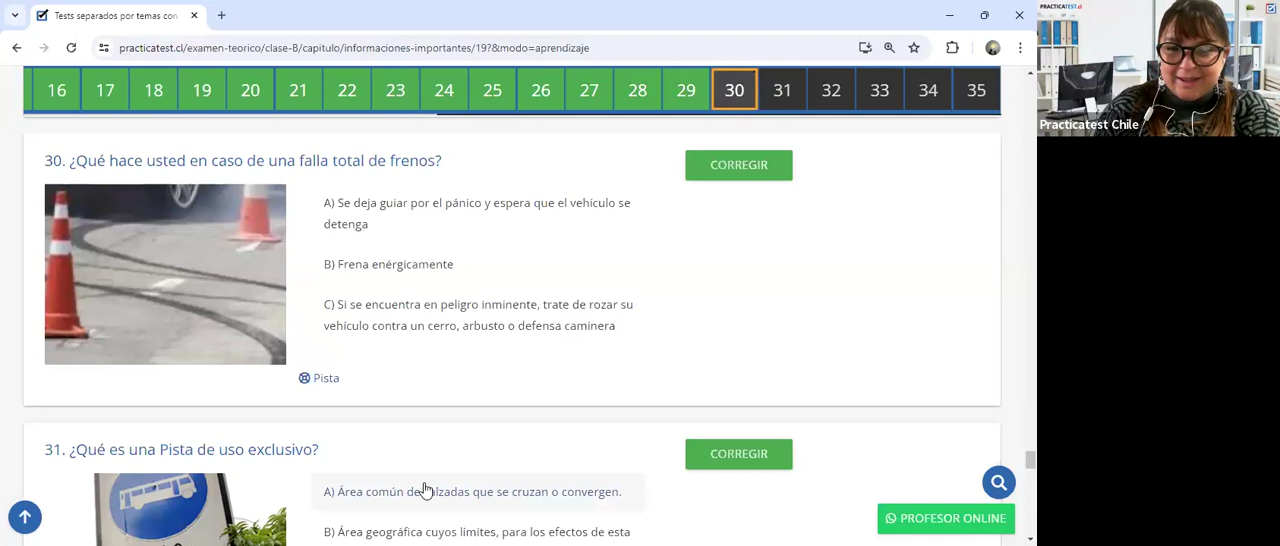 Tests separados por temas con
practicatest.cl/examen-teorico/clase-B/capitulo/informaciones-importantes/19?&modo=aprendizaje
PRACTICATEST.cl
Practicatest Chile
16 17 18 19 20 21 22 23 24 25 26 27 28 29 30 31 32 33 34 35
30. ¿Qué hace usted en caso de una falla total de frenos?
CORREGIR
A) Se deja guiar por el pánico y espera que el vehículo se
detenga
B) Frena enérgicamente
C) Si se encuentra en peligro inminente, trate de rozar su
vehículo contra un cerro, arbusto o defensa caminera
Pista
31. ¿Qué es una Pista de uso exclusivo?
CORREGIR
A) Área común de calzadas que se cruzan o convergen.
B) Área geográfica cuyos límites, para los efectos de esta
PROFESOR ONLINE